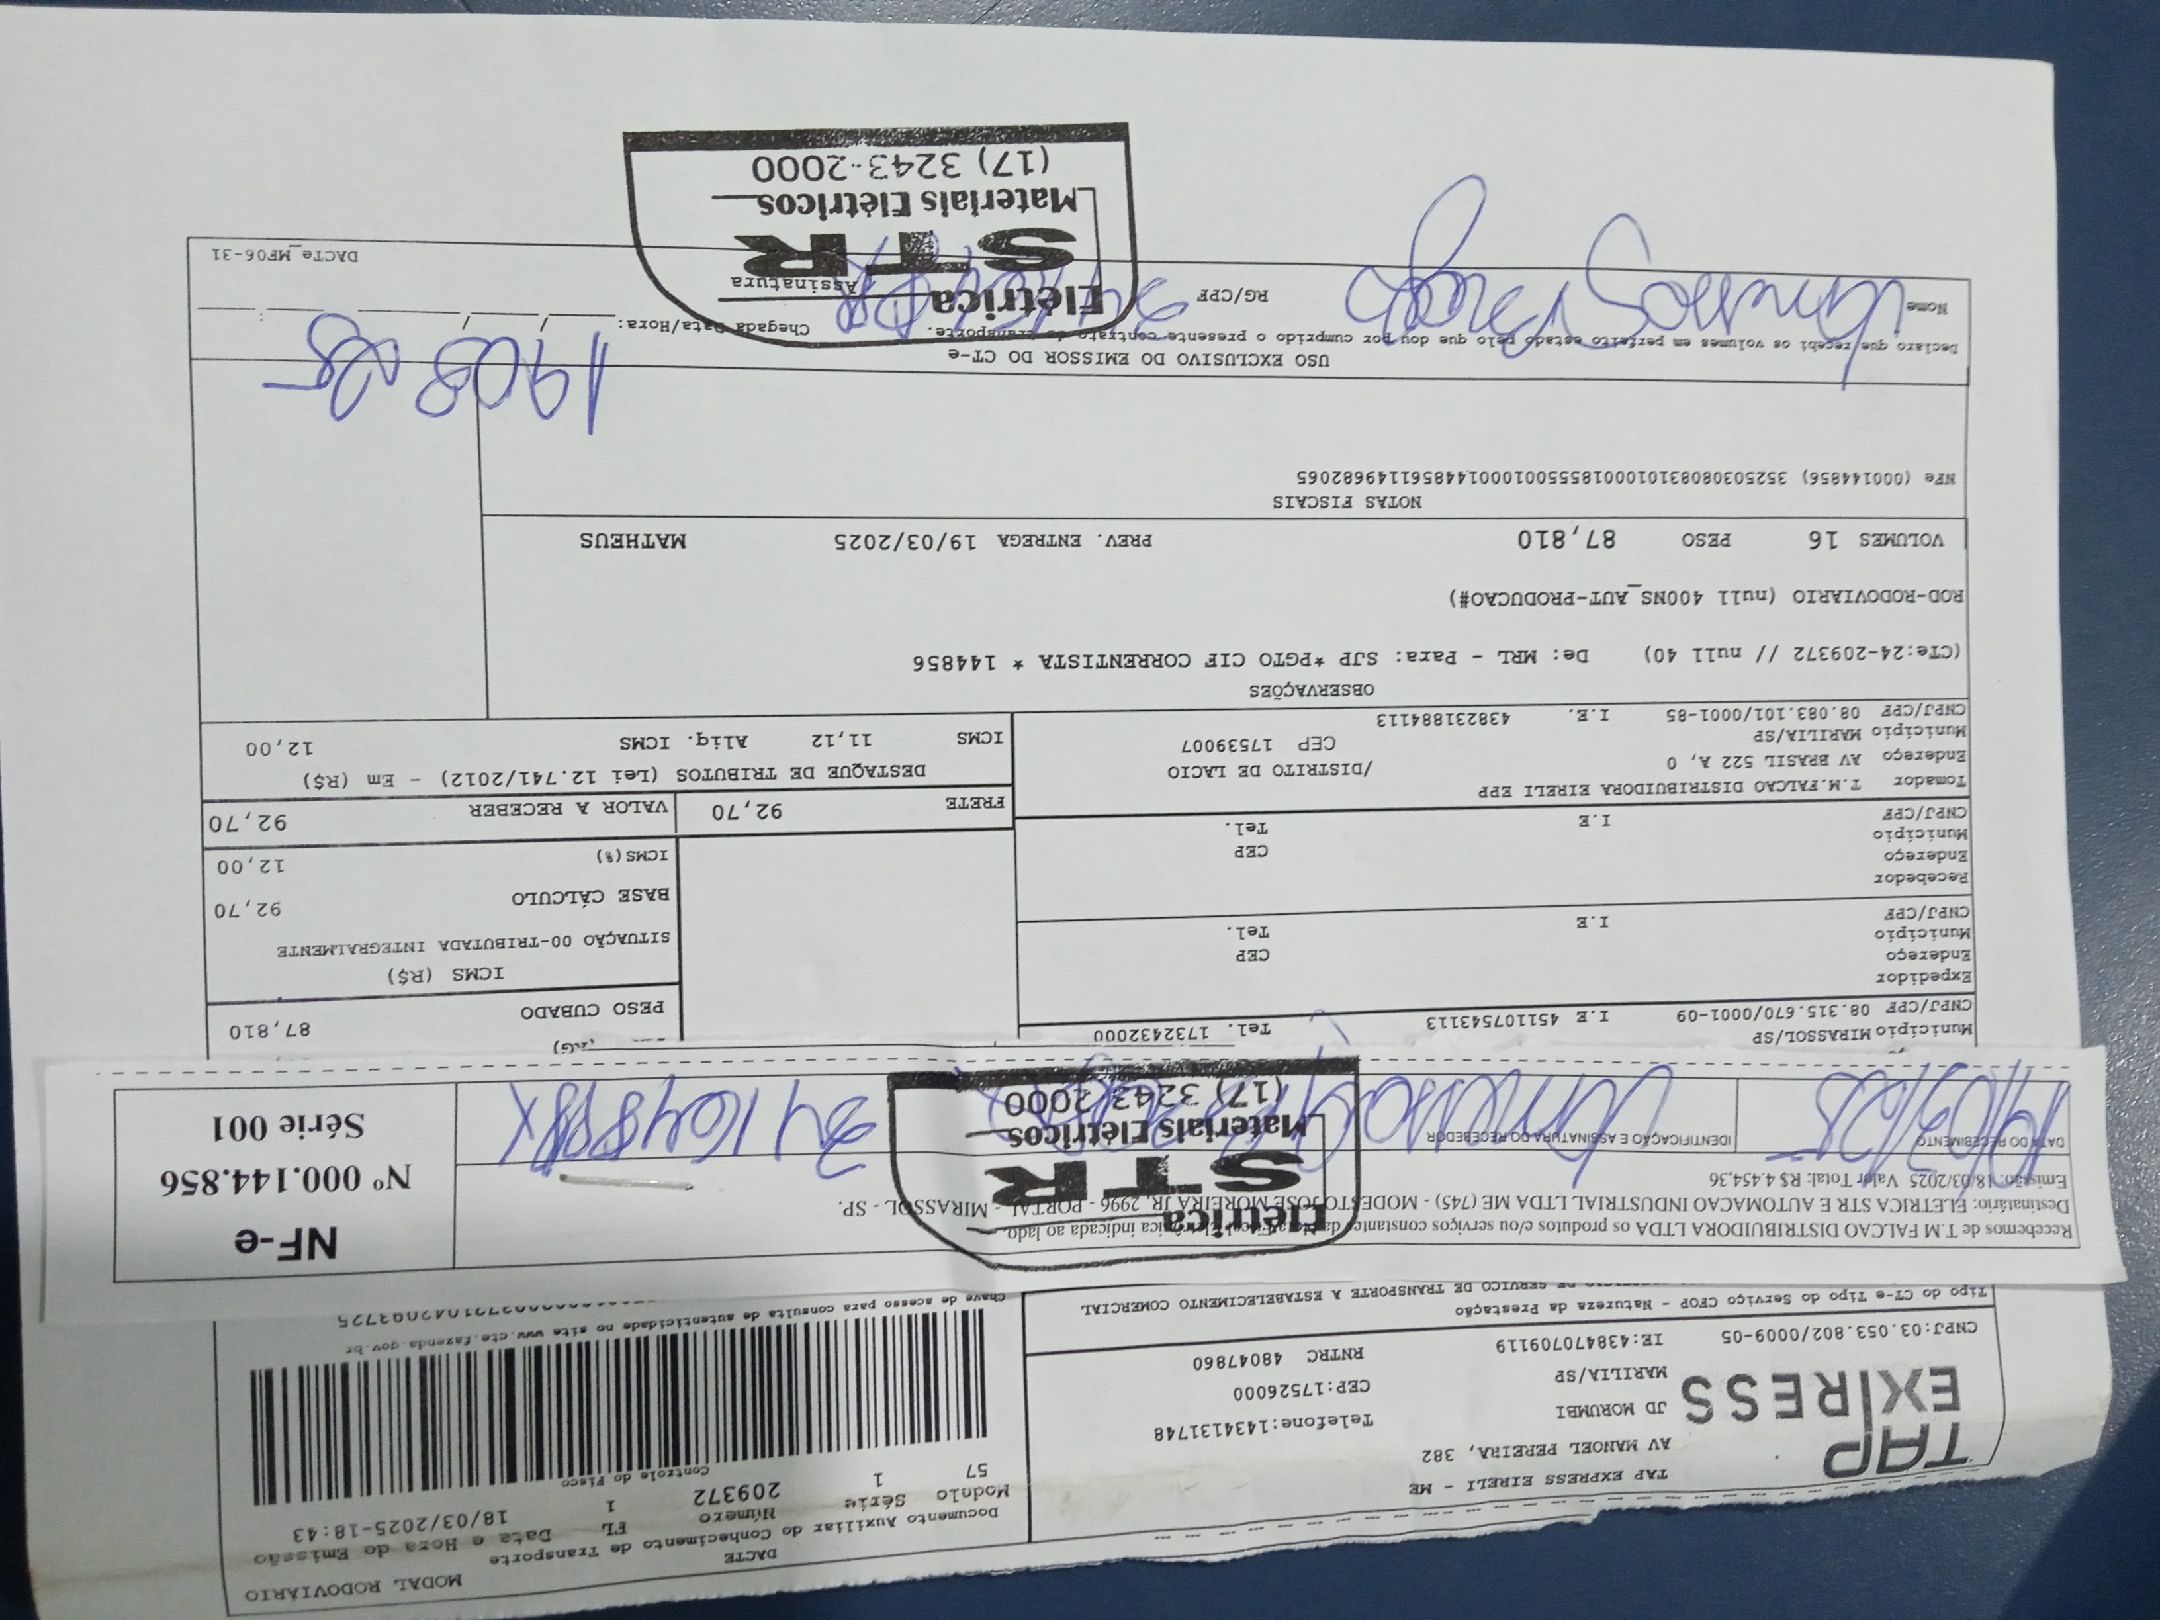 MODAL RODOVIÁRIO
DACTE
Documento Auxiliar do Conhecimento de Transporte
Modelo Série Número FL Data e Hora de Emissão
57 1 209372 1 18/03/2025-18:43
Controle do Fisco
Chave de acesso para consulta de autenticidade no site www.cte.fazenda.gov.br
TAP
EXPRESS
TAP EXPRESS EIRELI - ME
AV MANOEL PEREIRA, 382
JD MORUMBI
MARILIA/SP
Telefone:1434131748
CEP:17526000
RNTRC 48047860
CNPJ:03.053.802/0009-05 IE:43847079119
Tipo do CT-e Tipo do Serviço CFOP - Natureza da Prestação
DE SERVICO DE TRANSPORTE A ESTABELECIMENTO COMERCIAL
Recebemos de T.M FALCAO DISTRIBUIDORA LTDA os produtos e/ou serviços constantes da indicada ao lado.
Destinatário: ELETRICA STR E AUTOMACAO INDUSTRIAL LTDA ME (745) - MODESTO JOSE MOREIRA JR, 2996 - PORTAL - MIRASSOL - SP.
Emissão: 18/03/2025 Valor Total: R$ 4.454,36
DATA DO RECEBIMENTO
IDENTIFICAÇÃO E ASSINATURA DO RECEBEDOR
19/03/25
NF-e
Nº 000.144.856
Série 001
Elétrica
STR
Materiais Elétricos
(17) 3243-2000
Município MIRASSOL/SP Tel. 1732432000
CNPJ/CPF 08.315.670/0001-09 I.E 451107543113
Expedidor
Endereço CEP
Município Tel.
CNPJ/CPF I.E
Recebedor
Endereço CEP
Município Tel.
CNPJ/CPF I.E
Tomador T.M.FALCAO DISTRIBUIDORA EIRELI EPP
Endereço AV BRASIL 522 A, 0 /DISTRITO DE LACIO
Município MARILIA/SP CEP 17539007
CNPJ/CPF 08.083.101/0001-85 I.E. 438231884113
PESO CUBADO 87,810
ICMS (R$)
SITUAÇÃO 00-TRIBUTADA INTEGRALMENTE
BASE CÁLCULO 92,70
ICMS(%) 12,00
FRETE 92,70 VALOR A RECEBER 92,70
DESTAQUE DE TRIBUTOS (Lei 12.741/2012) - Em (R$)
ICMS 11,12 Aliq. ICMS 12,00
OBSERVAÇÕES
(CTe:24-209372 // null 40) De: MRL - Para: SJP *PGTO CIF CORRENTISTA * 144856
ROD-RODOVIARIO (null 400NS_AUT-PRODUCAO#)
VOLUMES 16 PESO 87,810 PREV. ENTREGA 19/03/2025 MATHEUS
NOTAS FISCAIS
NFe (000144856) 35250308083101000185550010001448561149682065
USO EXCLUSIVO DO EMISSOR DO CT-e
Declaro que recebi os volumes em perfeito estado pelo que dou por cumprido o presente contrato de transporte.
Chegada Data/Hora: / / :
19 03 25
Nome
RG/CPF
Assinatura
DACTe_MF06-31
Elétrica
STR
Materiais Elétricos
(17) 3243-2000